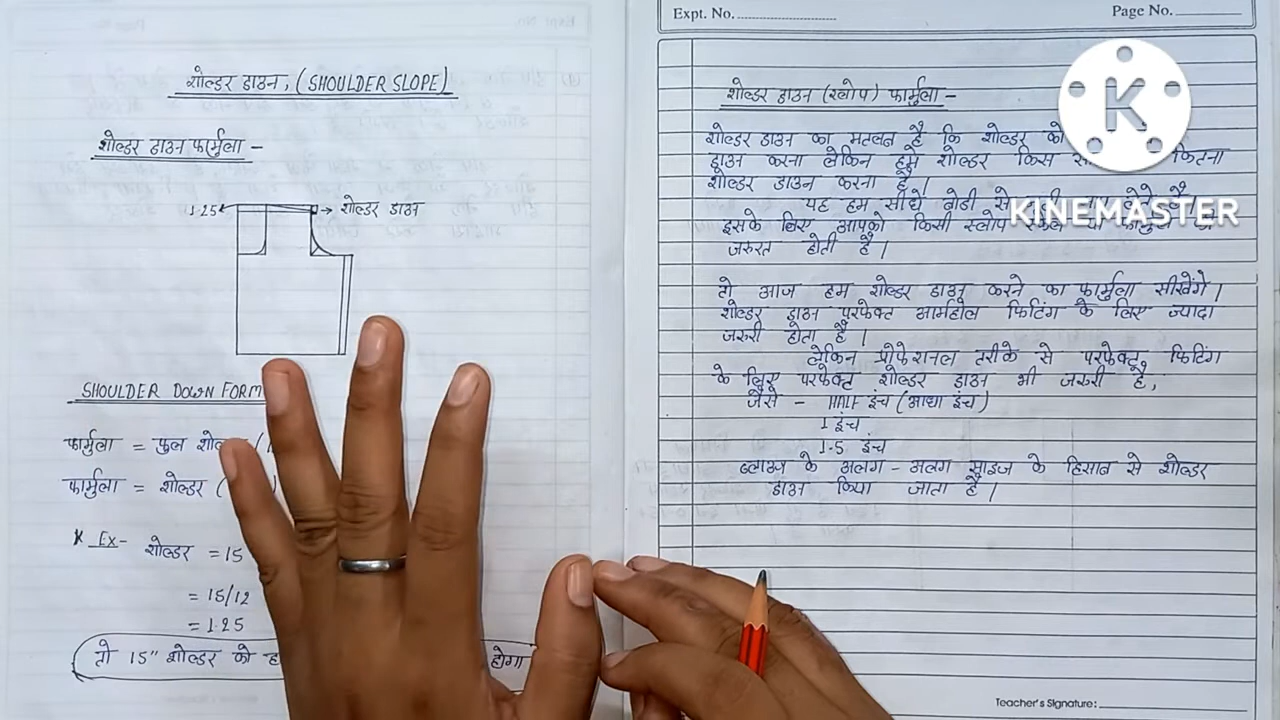 शोल्डर डाउन, (SHOULDER SLOPE)
शोल्डर डाउन फार्मुला -
1.25
→ शोल्डर डाउन
SHOULDER DOWN FORM
फार्मुला = फुल
फार्मुला = शोल्डर (
Ex- शोल्डर = 15
= 15/12
= 1.25
तो 15" शोल्डर को
होगा
Expt. No.
Page No.
शोल्डर डाउन (स्लोप) फार्मुला -
शोल्डर डाउन का मतलब है कि शोल्डर को
डाउन करना लेकिन हमे शोल्डर किस कितना
शोल्डर डाउन करना है।
यह हम सीधे बोडी से लेते है।
इसके लिए आपको किसी स्लोप स्केल या फार्मुले
जरुरत होती है।
तो आज हम शोल्डर डाउन करने का फार्मुला सीखेंगे।
शोल्डर डाउन परफेक्ट आर्महोल फिटिंग के लिए ज्यादा
जरुरी होता है।
लेकिन प्रोफेशनल तरीके से परफेक्ट फिटिंग
के लिए परफेक्ट शोल्डर डाउन भी जरुरी है,
जैसे - HALF इंच (आधा इंच)
1 इंच
1.5 इंच
ब्लाउज के अलग - अलग साइज के हिसाब से शोल्डर
डाउन किया जाता है।
Teacher's Signature:
K
KINEMASTER